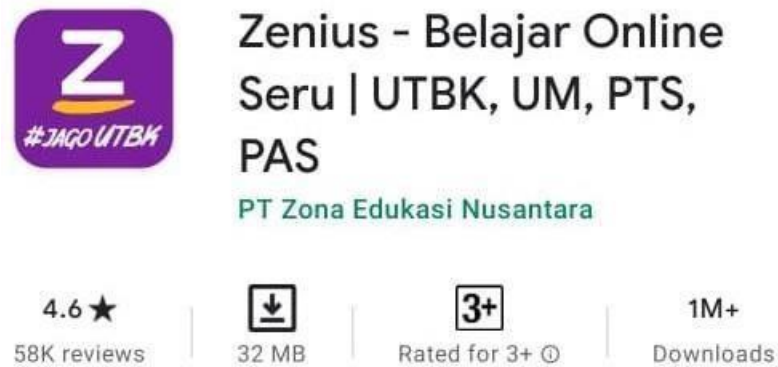 Z
#JAGO UTBK
Zenius - Belajar Online
Seru | UTBK, UM, PTS,
PAS
PT Zona Edukasi Nusantara
4.6 ★
58K reviews
32 MB
3+
Rated for 3+ ⓘ
1M+
Downloads